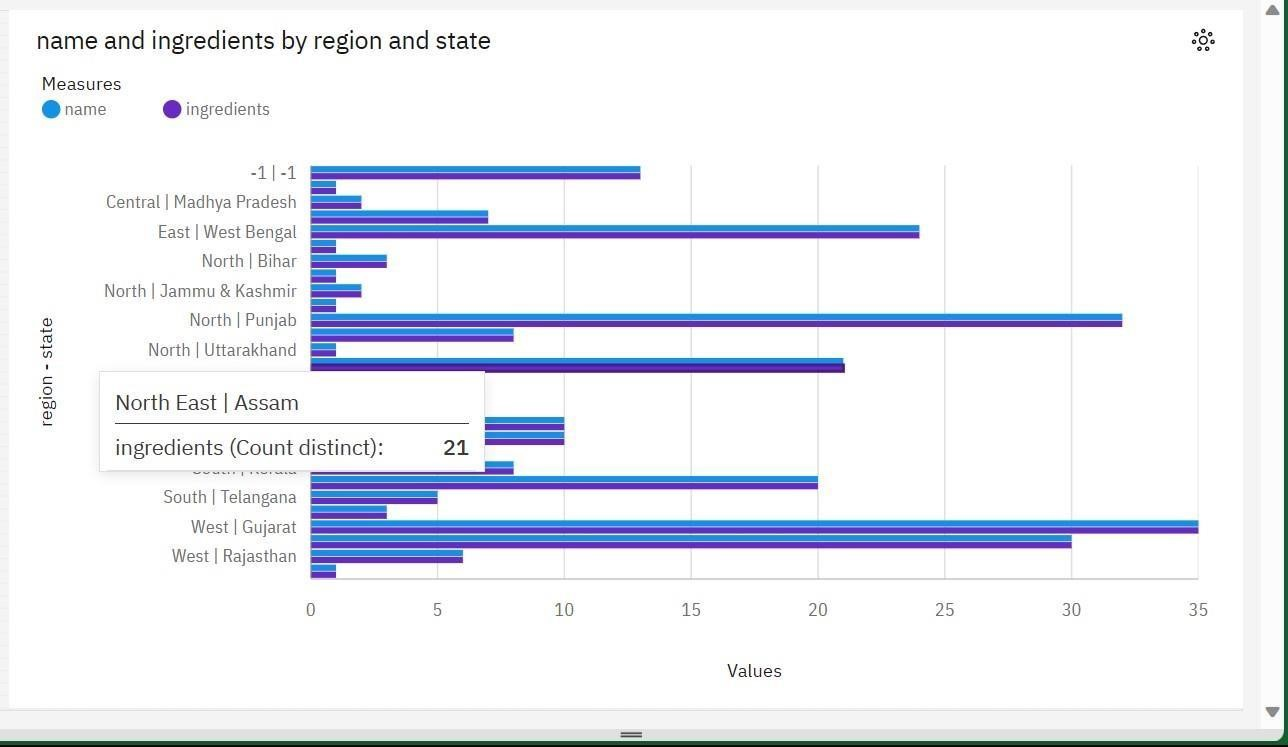 name and ingredients by region and state
Measures
name
ingredients
-1 | -1
Central | Madhya Pradesh
East | West Bengal
North | Bihar
North | Jammu & Kashmir
North | Punjab
North | Uttarakhand
North East | Assam
ingredients (Count distinct): 21
South | Kerala
South | Telangana
West | Gujarat
West | Rajasthan
region - state
0 5 10 15 20 25 30 35
Values